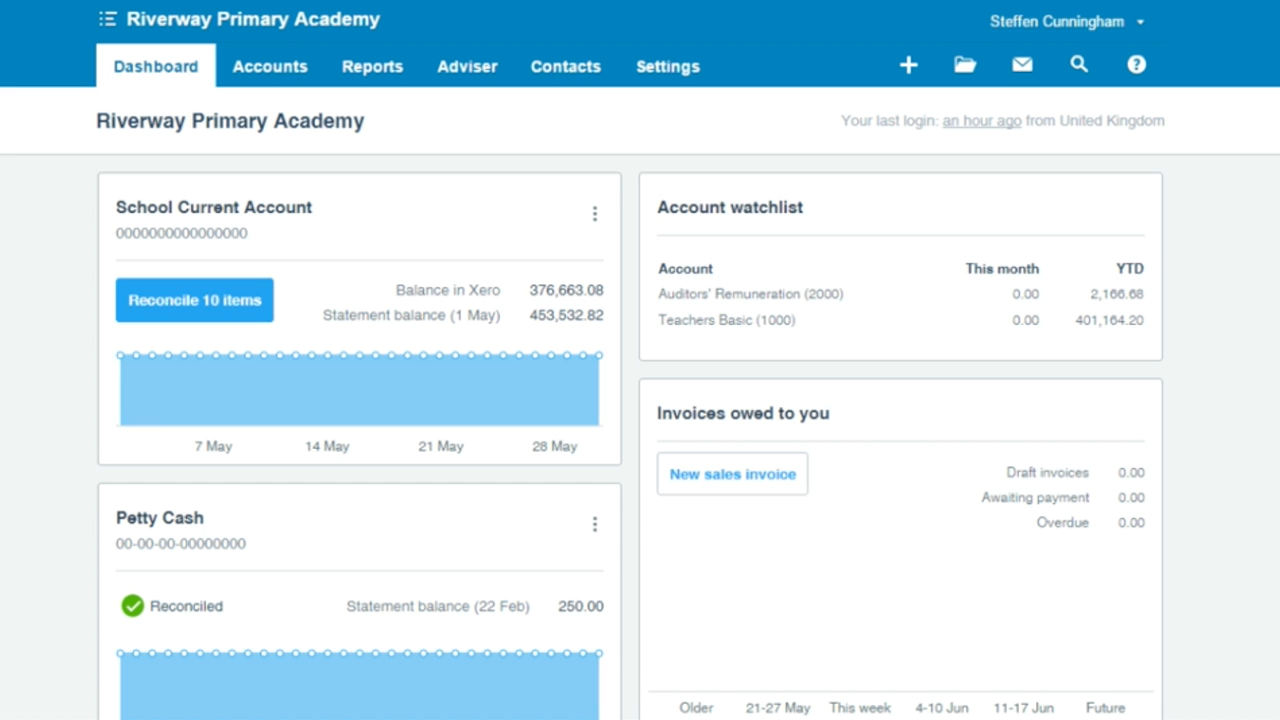 Riverway Primary Academy
Steffen Cunningham
Dashboard Accounts Reports Adviser Contacts Settings
Riverway Primary Academy
Your last login: an hour ago from United Kingdom
School Current Account
0000000000000000
Reconcile 10 items
Balance in Xero 376,663.08
Statement balance (1 May) 453,532.82
7 May 14 May 21 May 28 May
Petty Cash
00-00-00-00000000
Reconciled
Statement balance (22 Feb) 250.00
Account watchlist
Account This month YTD
Auditors' Remuneration (2000) 0.00 2,166.68
Teachers Basic (1000) 0.00 401,164.20
Invoices owed to you
New sales invoice
Draft invoices 0.00
Awaiting payment 0.00
Overdue 0.00
Older 21-27 May This week 4-10 Jun 11-17 Jun Future